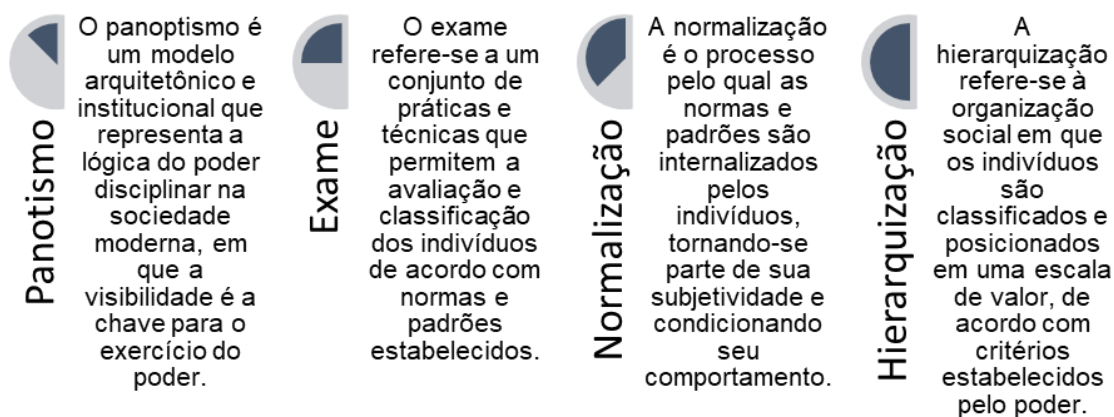 Panotismo
O panoptismo é
um modelo
arquitetônico e
institucional que
representa a
lógica do poder
disciplinar na
sociedade
moderna, em
que a
visibilidade é a
chave para o
exercício do
poder.
Exame
O exame
refere-se a um
conjunto de
práticas e
técnicas que
permitem a
avaliação e
classificação
dos indivíduos
de acordo com
normas e
padrões
estabelecidos.
Normalização
A normalização
é o processo
pelo qual as
normas e
padrões são
internalizados
pelos
indivíduos,
tornando-se
parte de sua
subjetividade e
condicionando
seu
comportamento.
Hierarquização
A
hierarquização
refere-se à
organização
social em que
os indivíduos
são
classificados e
posicionados
em uma escala
de valor, de
acordo com
critérios
estabelecidos
pelo poder.